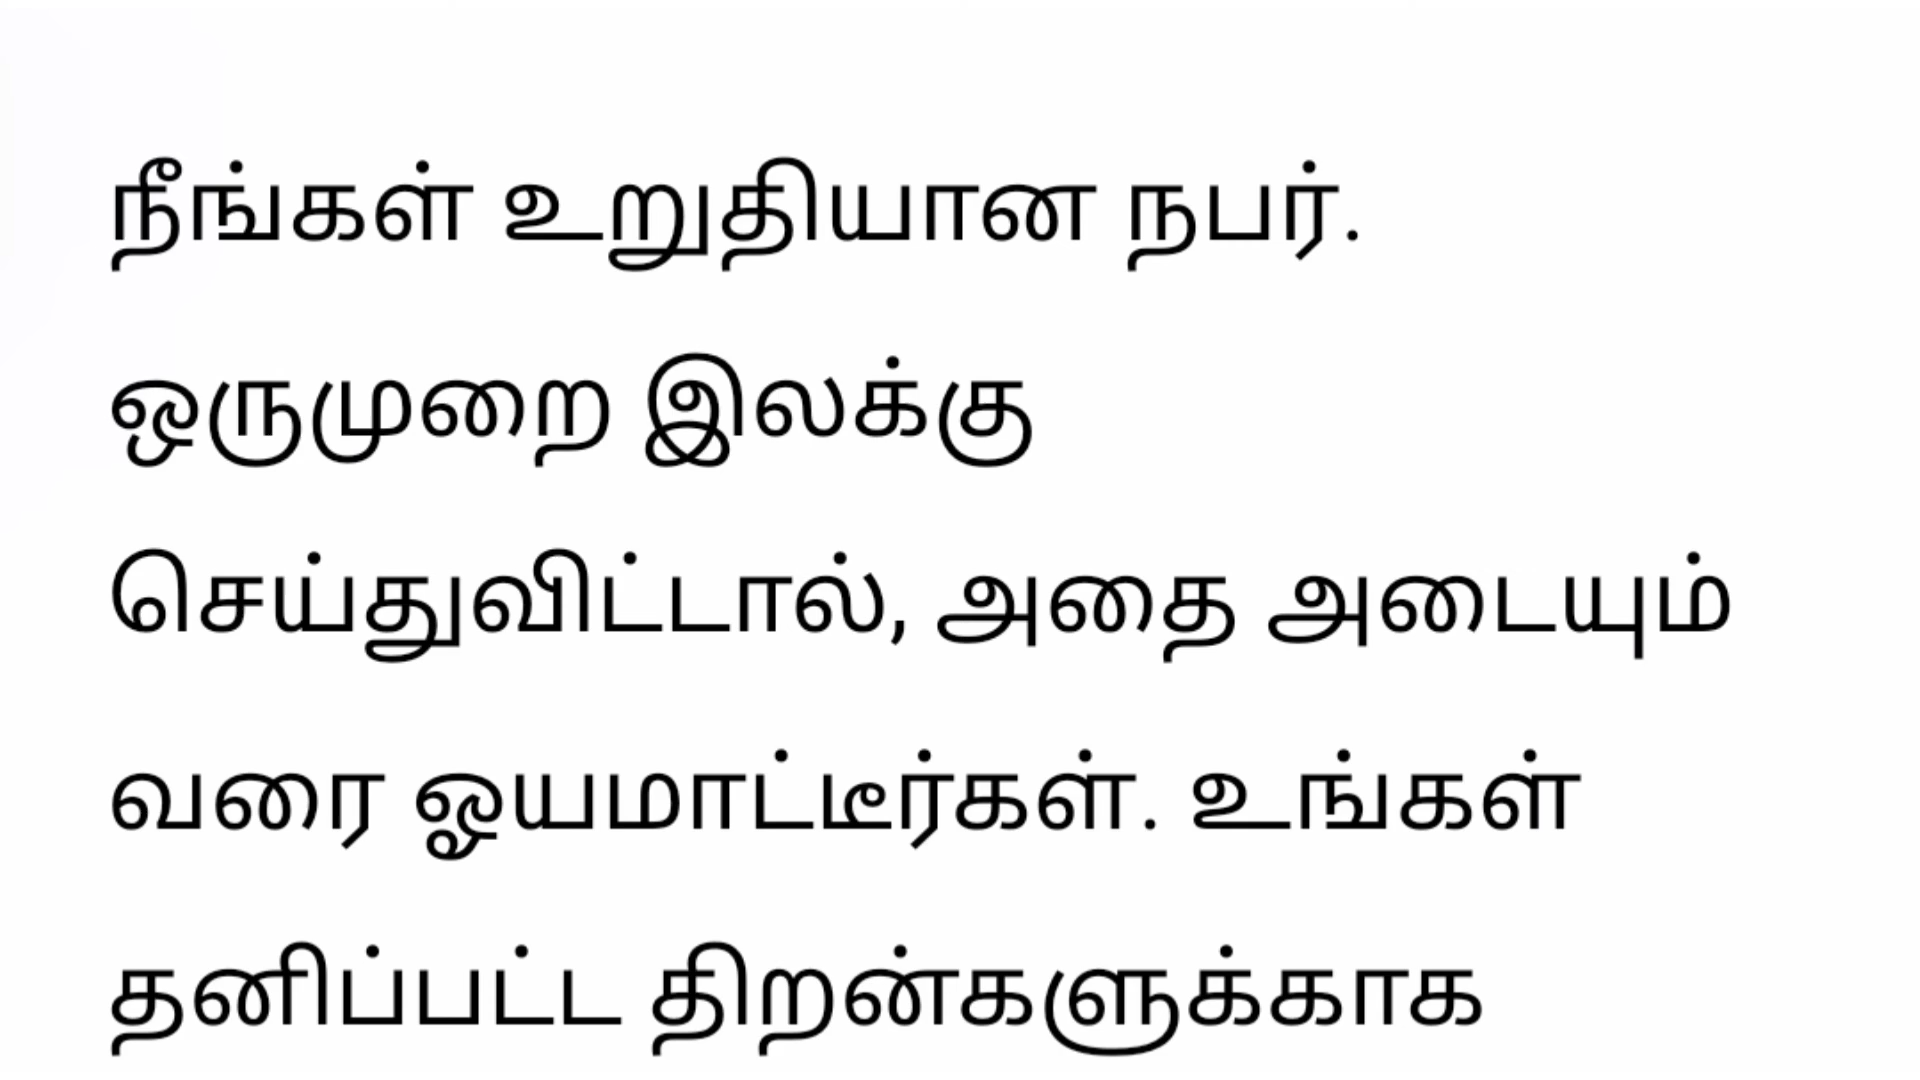 நீங்கள் உறுதியான நபர்.
ஒருமுறை இலக்கு
செய்துவிட்டால், அதை அடையும்
வரை ஓயமாட்டீர்கள். உங்கள்
தனிப்பட்ட திறன்களுக்காக